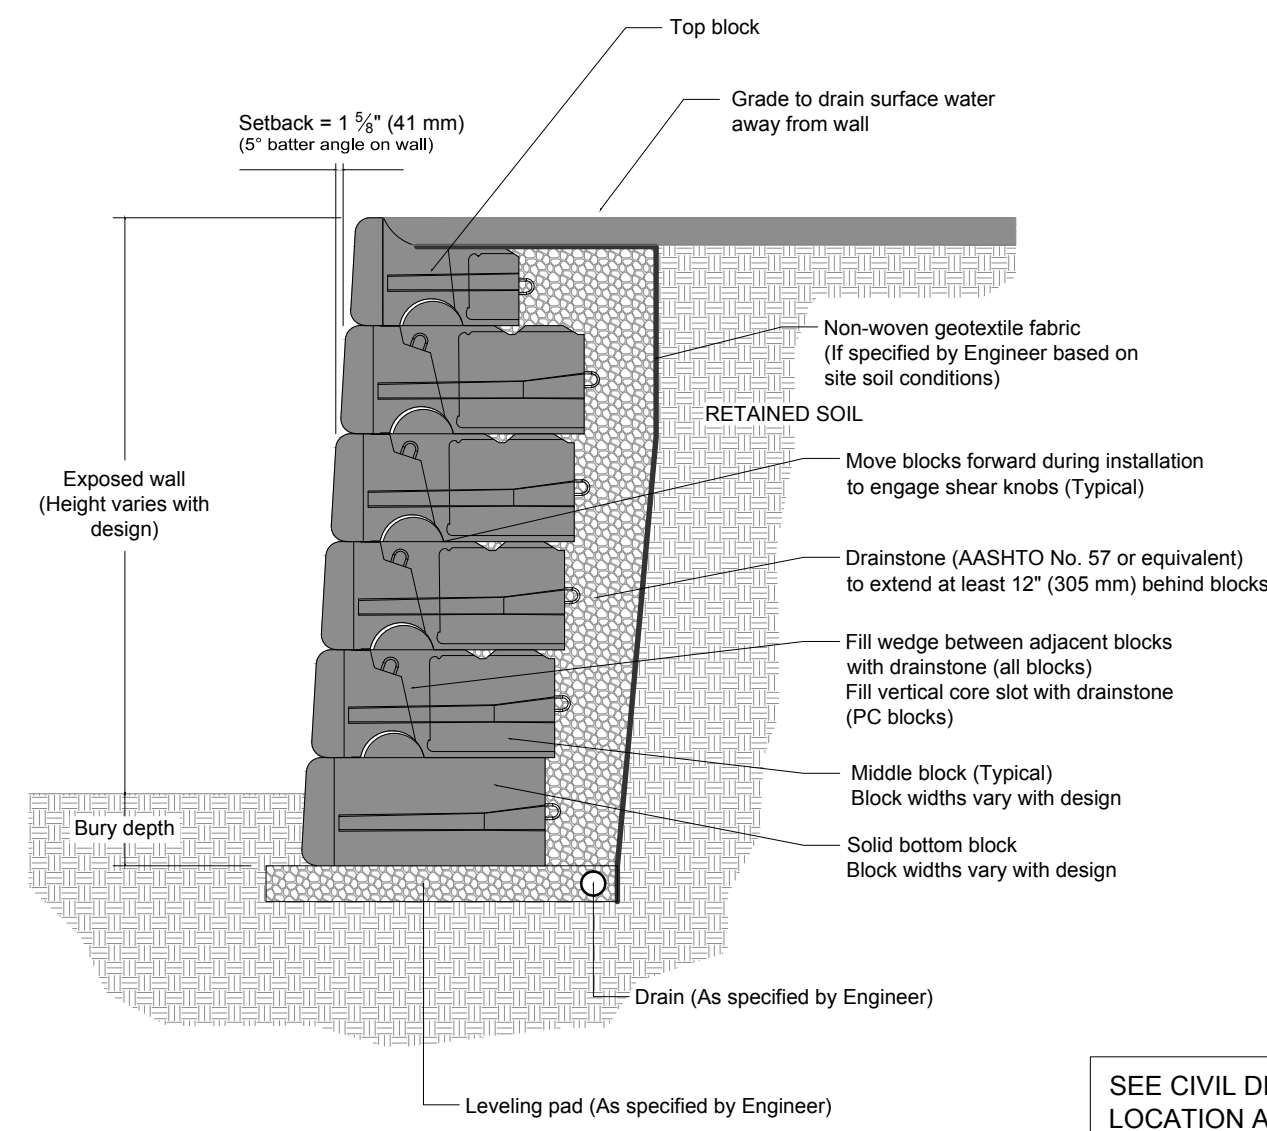 Top block
Grade to drain surface water
away from wall
Setback = 1 ⅝" (41 mm)
(5° batter angle on wall)
Non-woven geotextile fabric
(If specified by Engineer based on
site soil conditions)
RETAINED SOIL
Move blocks forward during installation
to engage shear knobs (Typical)
Exposed wall
(Height varies with
design)
Drainstone (AASHTO No. 57 or equivalent)
to extend at least 12" (305 mm) behind blocks
Fill wedge between adjacent blocks
with drainstone (all blocks)
Fill vertical core slot with drainstone
(PC blocks)
Middle block (Typical)
Block widths vary with design
Bury depth
Solid bottom block
Block widths vary with design
Drain (As specified by Engineer)
Leveling pad (As specified by Engineer)
SEE CIVIL
LOCATION